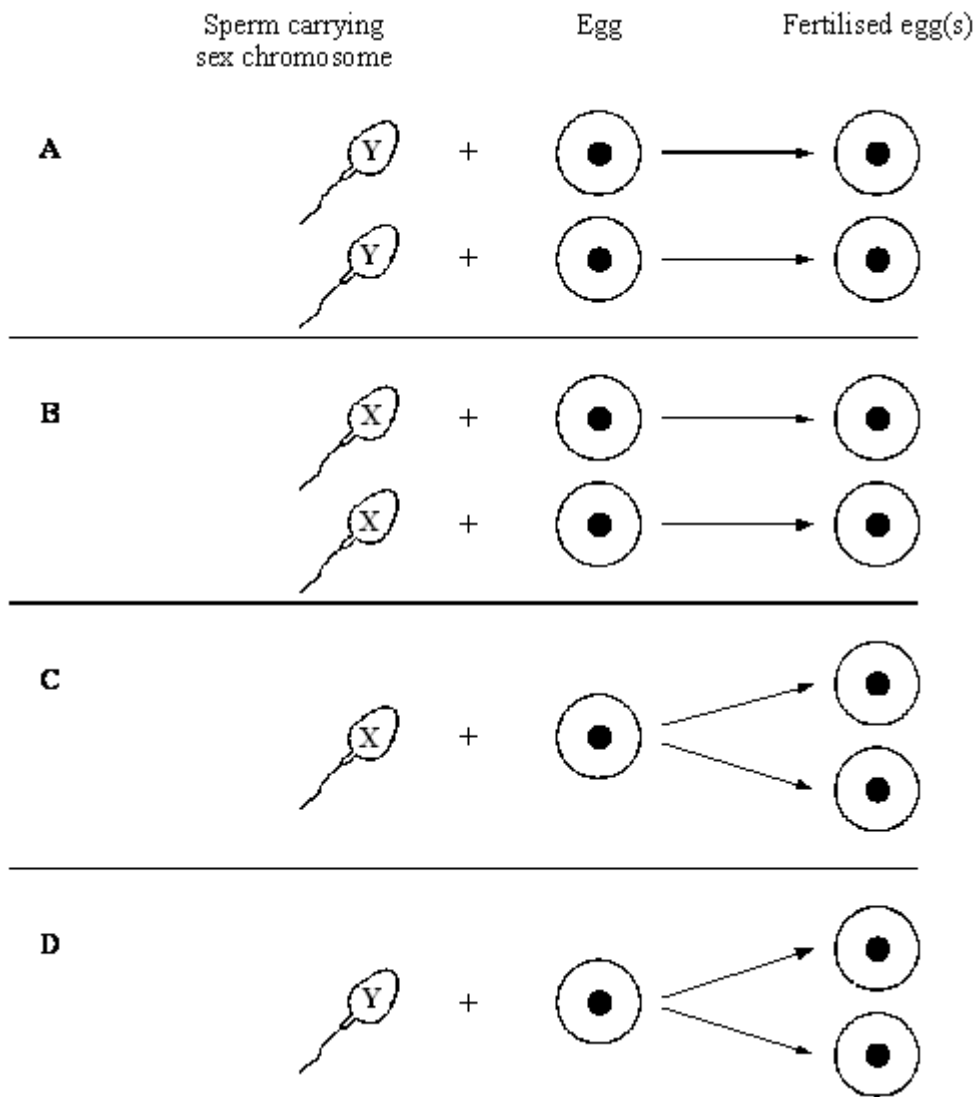 Sperm carrying
sex chromosome
Egg
Fertilised egg(s)
A
Y
+
Y
+
B
X
+
X
+
C
X
+
D
Y
+